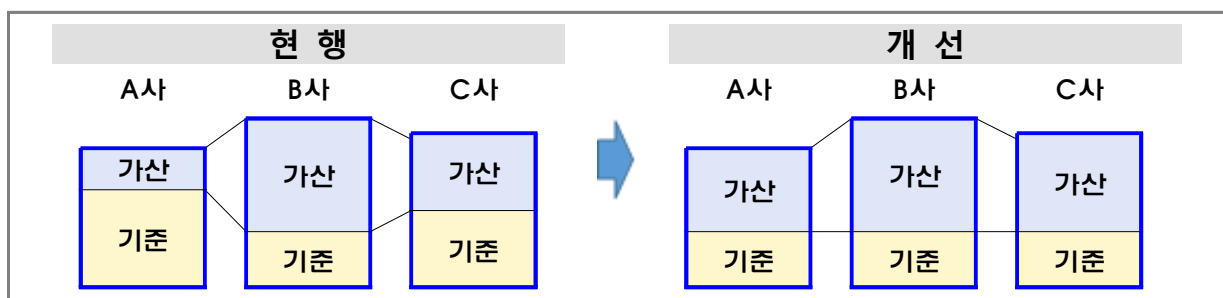 현 행
A사 B사 C사
가산 가산 가산
기준 기준 기준
개 선
A사 B사 C사
가산 가산 가산
기준 기준 기준